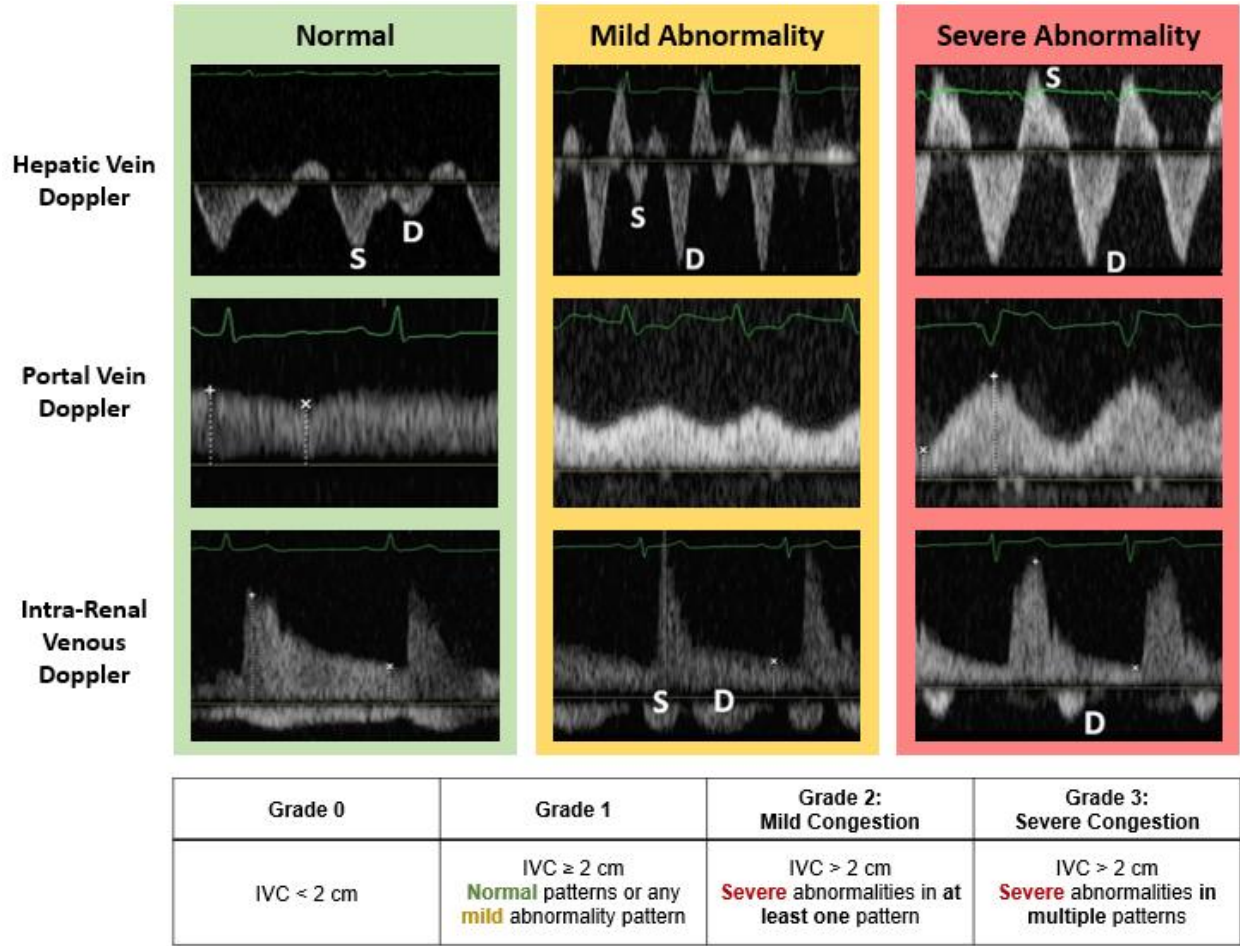 Normal
Mild Abnormality
Severe Abnormality
Hepatic Vein
Doppler
S
D
S
D
S
D
Portal Vein
Doppler
Intra-Renal
Venous
Doppler
S
D
D
Grade 0
Grade 1
Grade 2:
Mild Congestion
Grade 3:
Severe Congestion
IVC < 2 cm
IVC ≥ 2 cm
Normal patterns or any
mild abnormality pattern
IVC > 2 cm
Severe abnormalities in at
least one pattern
IVC > 2 cm
Severe abnormalities in
multiple patterns